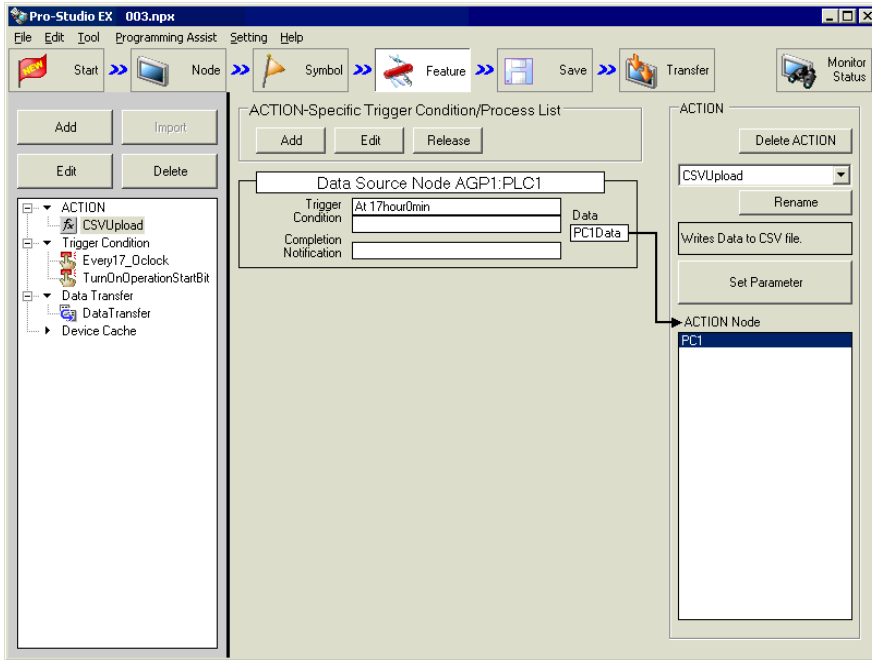 Pro-Studio EX 003.npx
File Edit Tool Programming Assist Setting Help
NEW Start Node Symbol Feature Save Transfer Monitor Status
Add Import
Edit Delete
ACTION
fx CSVUpload
Trigger Condition
Every17_0clock
TurnOnOperationStartBit
Data Transfer
DataTransfer
Device Cache
ACTION-Specific Trigger Condition/Process List
Add Edit Release
Data Source Node AGP1:PLC1
Trigger Condition
At 17hour0min
Completion Notification
Data
PC1Data
ACTION
Delete ACTION
CSVUpload
Rename
Writes Data to CSV file.
Set Parameter
ACTION Node
PC1